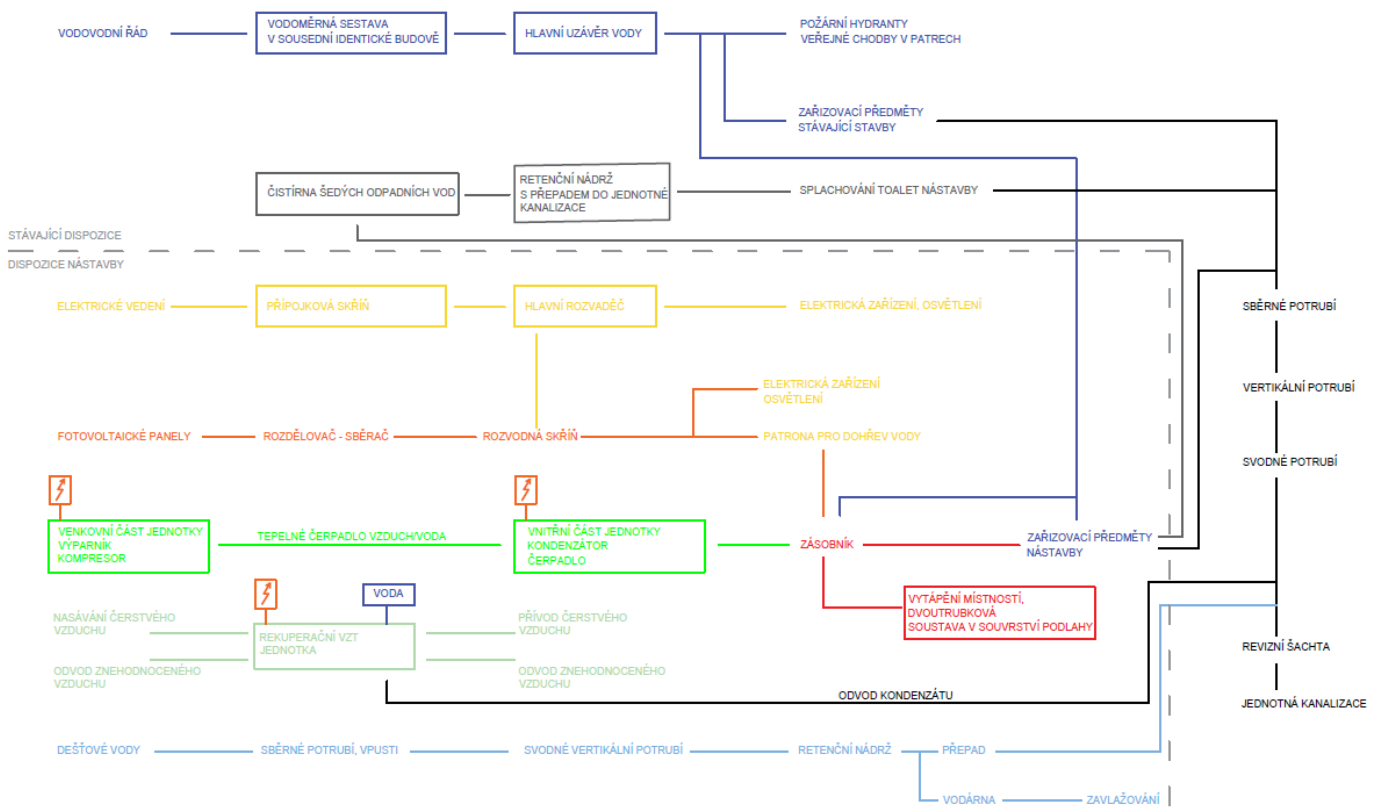 VODOVODNÍ ŘÁD
VODOMĚRNÁ SESTAVA
V SOUSEDNÍ IDENTICKÉ BUDOVĚ
HLAVNÍ UZÁVĚR VODY
POŽÁRNÍ HYDRANTY
VEŘEJNÉ CHODBY V PATRECH
ZAŘIZOVACÍ PŘEDMĚTY
STÁVAJÍCÍ STAVBY
ČISTÍRNA ŠEDÝCH ODPADNÍCH VOD
RETENČNÍ NÁDRŽ
S PŘEPADEM DO JEDNOTNÉ
KANALIZACE
SPLACHOVÁNÍ TOALET NÁSTAVBY
STÁVAJÍCÍ DISPOZICE
DISPOZICE NÁSTAVBY
ELEKTRICKÉ VEDENÍ
PŘÍPOJKOVÁ SKŘÍŇ
HLAVNÍ ROZVADĚČ
ELEKTRICKÁ ZAŘÍZENÍ, OSVĚTLENÍ
SBĚRNÉ POTRUBÍ
ELEKTRICKÁ ZAŘÍZENÍ
OSVĚTLENÍ
VERTIKÁLNÍ POTRUBÍ
FOTOVOLTAICKÉ PANELY
ROZDĚLOVAČ - SBĚRAČ
ROZVODNÁ SKŘÍŇ
PATRONA PRO DOHŘEV VODY
SVODNÉ POTRUBÍ
VENKOVNÍ ČÁST JEDNOTKY
VÝPARNÍK
KOMPRESOR
TEPELNÉ ČERPADLO VZDUCH/VODA
VNITŘNÍ ČÁST JEDNOTKY
KONDENZÁTOR
ČERPADLO
ZÁSOBNÍK
ZAŘIZOVACÍ PŘEDMĚTY
NÁSTAVBY
VODA
VYTÁPĚNÍ MÍSTNOSTÍ,
DVOUTRUBKOVÁ
SOUSTAVA V SOUVRSTVÍ PODLAHY
NASÁVÁNÍ ČERSTVÉHO
VZDUCHU
REKUPERAČNÍ VZT
JEDNOTKA
PŘÍVOD ČERSTVÉHO
VZDUCHU
REVIZNÍ ŠACHTA
ODVOD ZNEHODNOCENÉHO
VZDUCHU
ODVOD ZNEHODNOCENÉHO
VZDUCHU
ODVOD KONDENZÁTU
JEDNOTNÁ KANALIZACE
DEŠŤOVÉ VODY
SBĚRNÉ POTRUBÍ, VPUSTI
SVODNÉ VERTIKÁLNÍ POTRUBÍ
RETENČNÍ NÁDRŽ
PŘEPAD
VODÁRNA
ZAVLAŽOVÁNÍ